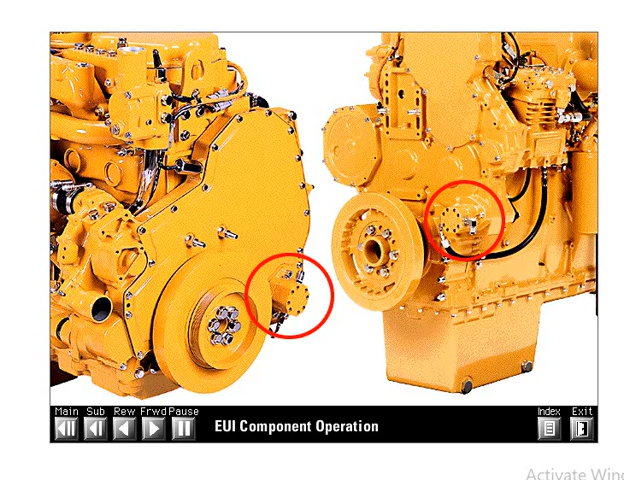 Main Sub Rew Frwd Pause
EUI Component Operation
Index Exit
Activate Wind